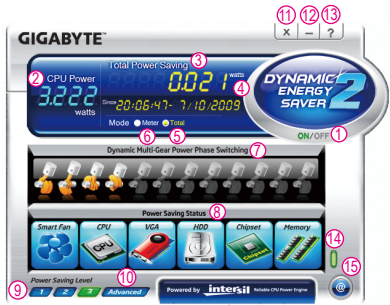 ⑪ ⑫ ⑬
x – ?
GIGABYTE™
Total Power Saving ③
② CPU Power
0.021 watts ④
3.222
watts
Since 20:06:47- 7/10/2009
Mode Meter Total
⑥ ⑤
DYNAMIC
ENERGY
SAVER 2
ON/OFF ①
Dynamic Multi-Gear Power Phase Switching ⑦
Power Saving Status ⑧
Smart Fan CPU VGA HDD Chipset Memory
CPU
Chipset
⑭
⑩ ⑮
Power Saving Level
⑨ 1 2 3 Advanced
Powered by intersil Reliable CPU Power Engine
@